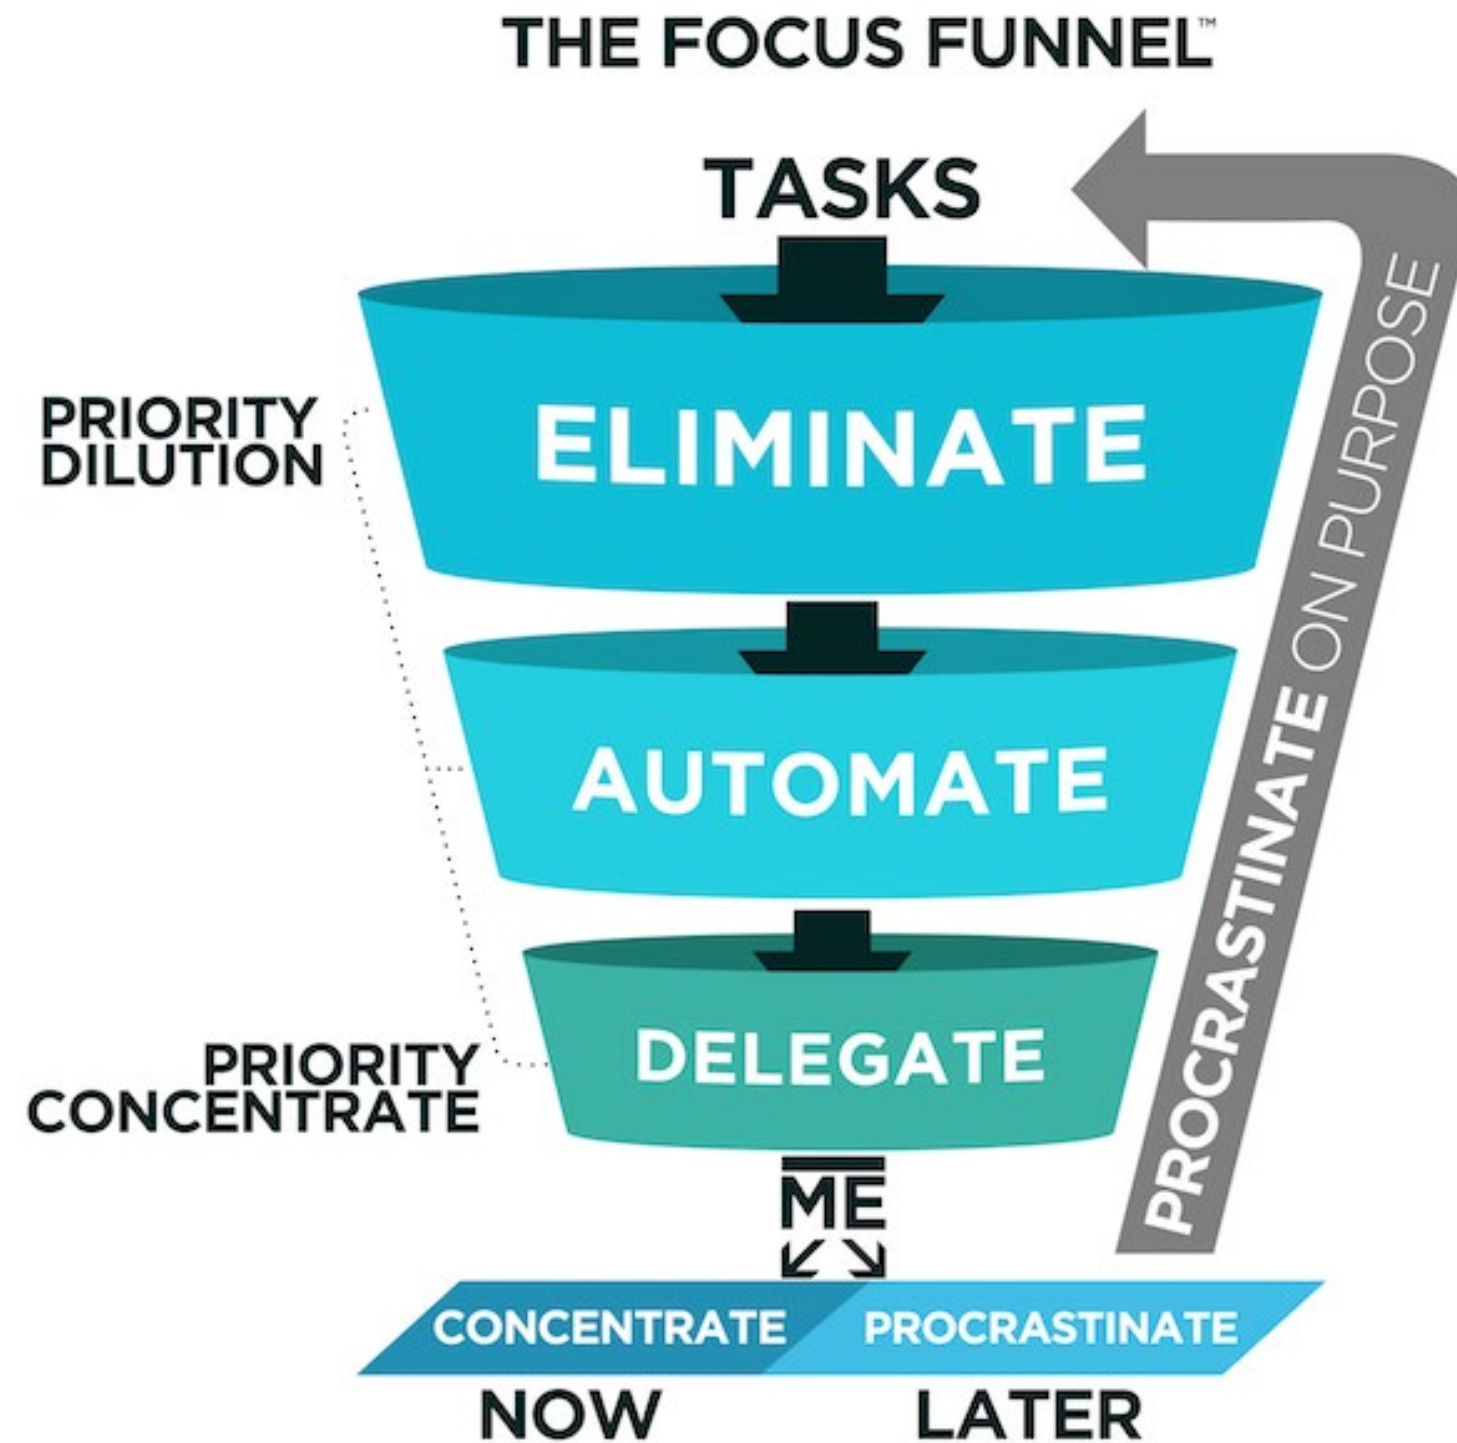 THE FOCUS FUNNEL™
TASKS
PRIORITY
DILUTION
ELIMINATE
AUTOMATE
PRIORITY
CONCENTRATE
DELEGATE
PROCRASTINATE ON PURPOSE
ME
CONCENTRATE
PROCRASTINATE
NOW
LATER